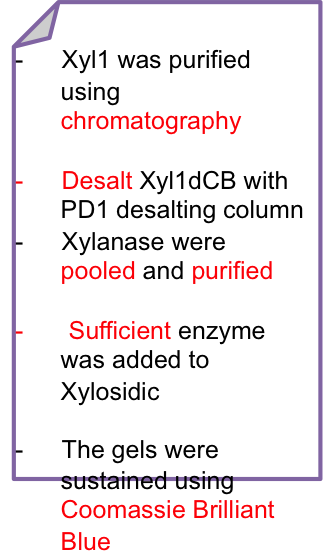 - Xyl1 was purified
using
chromatography
- Desalt Xyl1dCB with
PD1 desalting column
- Xylanase were
pooled and purified
- Sufficient enzyme
was added to
Xylosidic
- The gels were
sustained using
Coomassie Brilliant
Blue